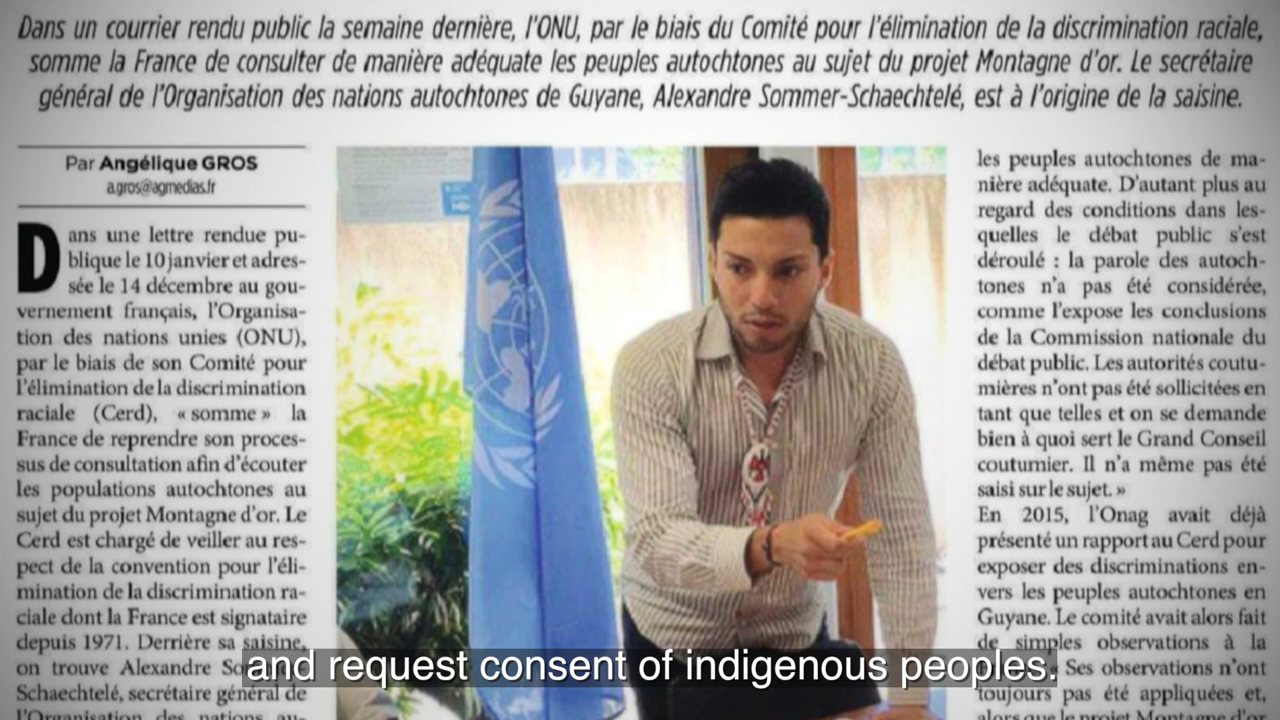 Dans un courrier rendu public la semaine dernière, l'ONU, par le biais du Comité pour l'élimination de la discrimination raciale,
somme la France de consulter de manière adéquate les peuples autochtones au sujet du projet Montagne d'or. Le secrétaire
général de l'Organisation des nations autochtones de Guyane, Alexandre Sommer-Schaechtelé, est à l'origine de la saisine.
Par Angélique GROS
a.gros@agmedias.fr
Dans une lettre rendue pu-
blique le 10 janvier et adres-
sée le 14 décembre au gou-
vernement français, l'Organisa-
tion des nations unies (ONU),
par le biais de son Comité pour
l'élimination de la discrimination
raciale (Cerd), « somme » la
France de reprendre son proces-
sus de consultation afin d'écouter
les populations autochtones au
sujet du projet Montagne d'or. Le
Cerd est chargé de veiller au res-
pect de la convention pour l'éli-
mination de la discrimination ra-
ciale dont la France est signataire
depuis 1971. Derrière sa saisine,
on trouve Alexandre
Schaechtelé, secrétaire général de
l'Organisation des nations au-
les peuples autochtones de ma-
nière adéquate. D'autant plus au
regard des conditions dans les-
quelles le débat public s'est
déroulé : la parole des autoch-
tones n'a pas été considérée,
comme l'expose les conclusions
de la Commission nationale du
débat public. Les autorités coutu-
mières n'ont pas été sollicitées en
tant que telles et on se demande
bien à quoi sert le Grand Conseil
coutumier. Il n'a même pas été
saisi sur le sujet. »
En 2015, l'Onag avait déjà
présenté un rapport au Cerd pour
exposer des discriminations en-
vers les peuples autochtones en
Guyane. Le comité avait alors fait
de simples observations à la
Ses observations n'ont
toujours pas été appliquées et,
alors que le projet Montagne d'or
and request consent of indigenous peoples.